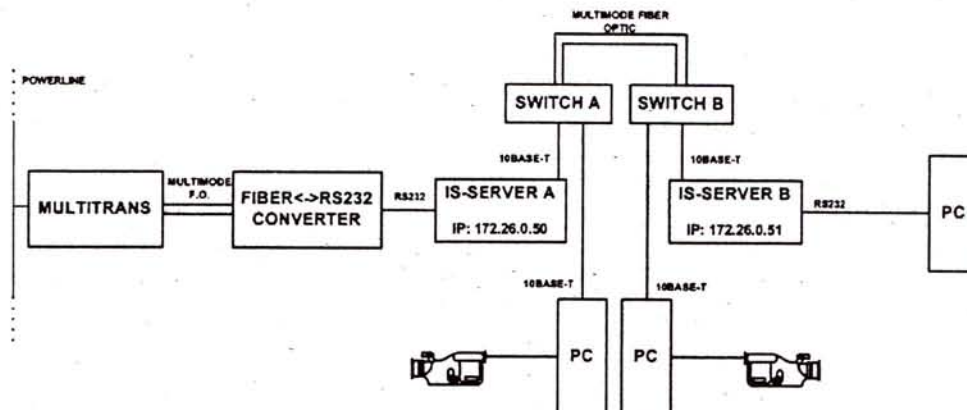 MULTIMODE FIBER
OPTIC
POWERLINE
SWITCH A
SWITCH B
10BASE-T
10BASE-T
MULTITRANS
MULTIMODE
F.O.
FIBER<->RS232
CONVERTER
RS212
IS-SERVER A
IP: 172.26.0.50
IS-SERVER B
IP: 172.26.0.51
RS232
PC
10BASE-T
10BASE-T
PC
PC